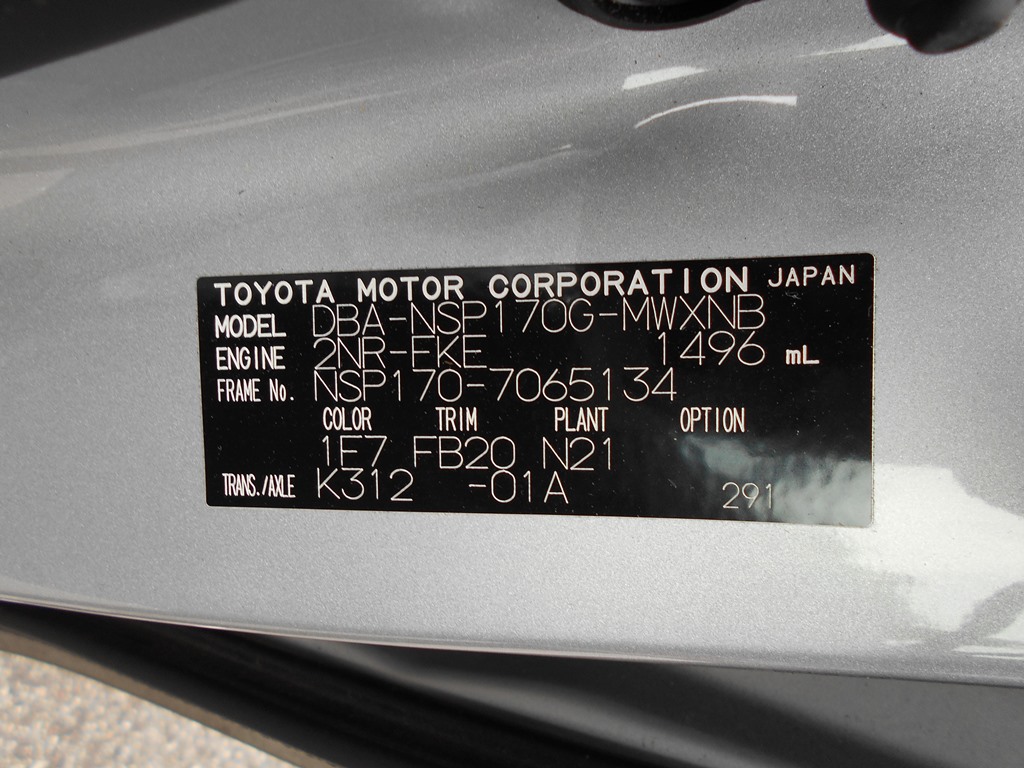 TOYOTA MOTOR CORPORATION JAPAN
MODEL DBA-NSP170G-MWXNB
ENGINE 2NR-FKE 1496 mL
FRAME No. NSP170-7065134
COLOR TRIM PLANT OPTION
1E7 FB20 N21
TRANS./AXLE K312 -01A 291